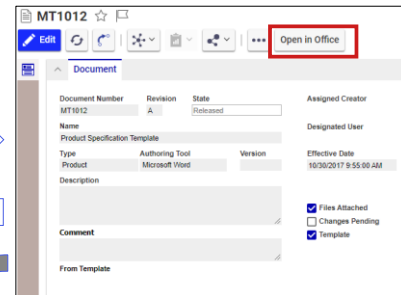 MT1012
Edit
Open in Office
Document
Document Number Revision State Assigned Creator
MT1012 A Released
Name Designated User
Product Specification Template
Type Authoring Tool Version Effective Date
Product Microsoft Word 10/30/2017 9:55:00 AM
Description
Files Attached
Changes Pending
Comment Template
From Template